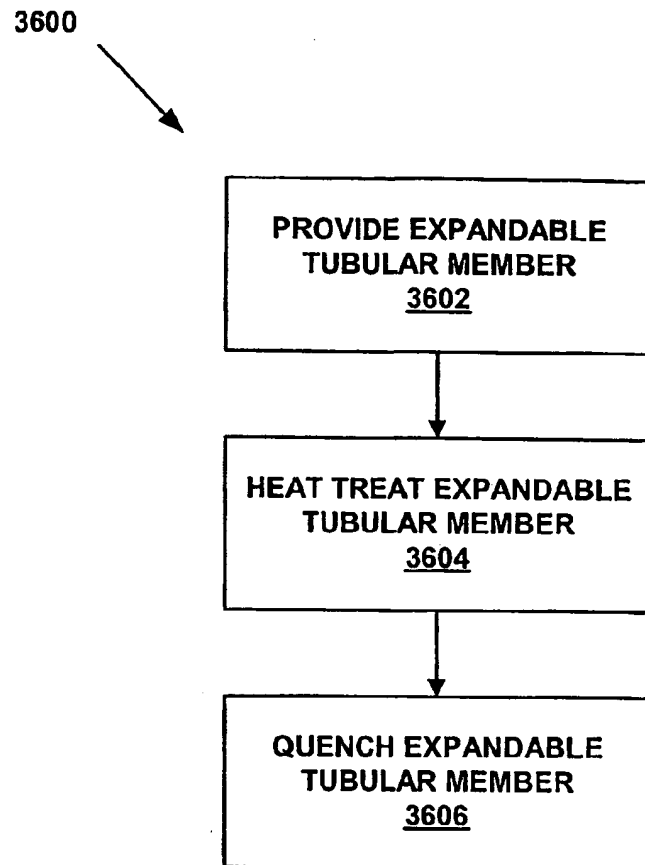 3600
PROVIDE EXPANDABLE
TUBULAR MEMBER
3602
HEAT TREAT EXPANDABLE
TUBULAR MEMBER
3604
QUENCH EXPANDABLE
TUBULAR MEMBER
3606